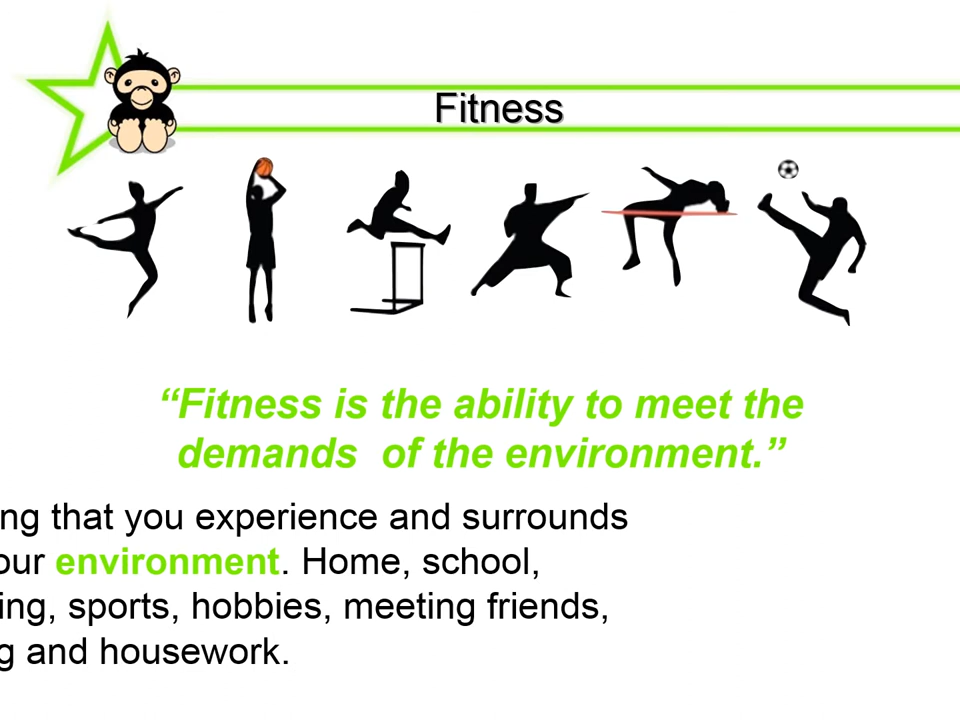 Fitness
“Fitness is the ability to meet the
demands  of the environment.”
ng that you experience and surrounds
our environment. Home, school,
ing, sports, hobbies, meeting friends,
g and housework.